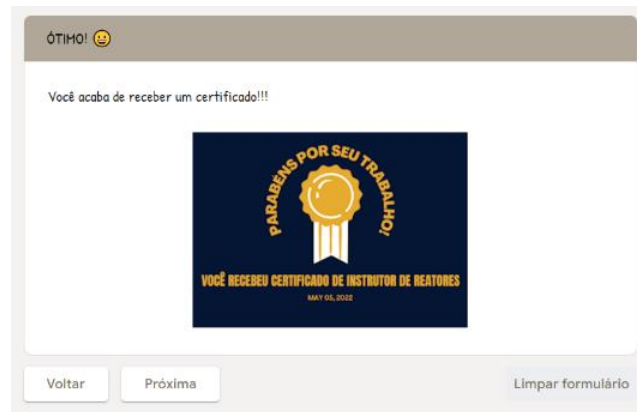 ÓTIMO! 😀
Você acaba de receber um certificado!!!
PARABÉNS POR SEU TRABALHO!
VOCÊ RECEBEU CERTIFICADO DE INSTRUTOR DE REATORES
MAY 05, 2022
Voltar
Próxima
Limpar formulário